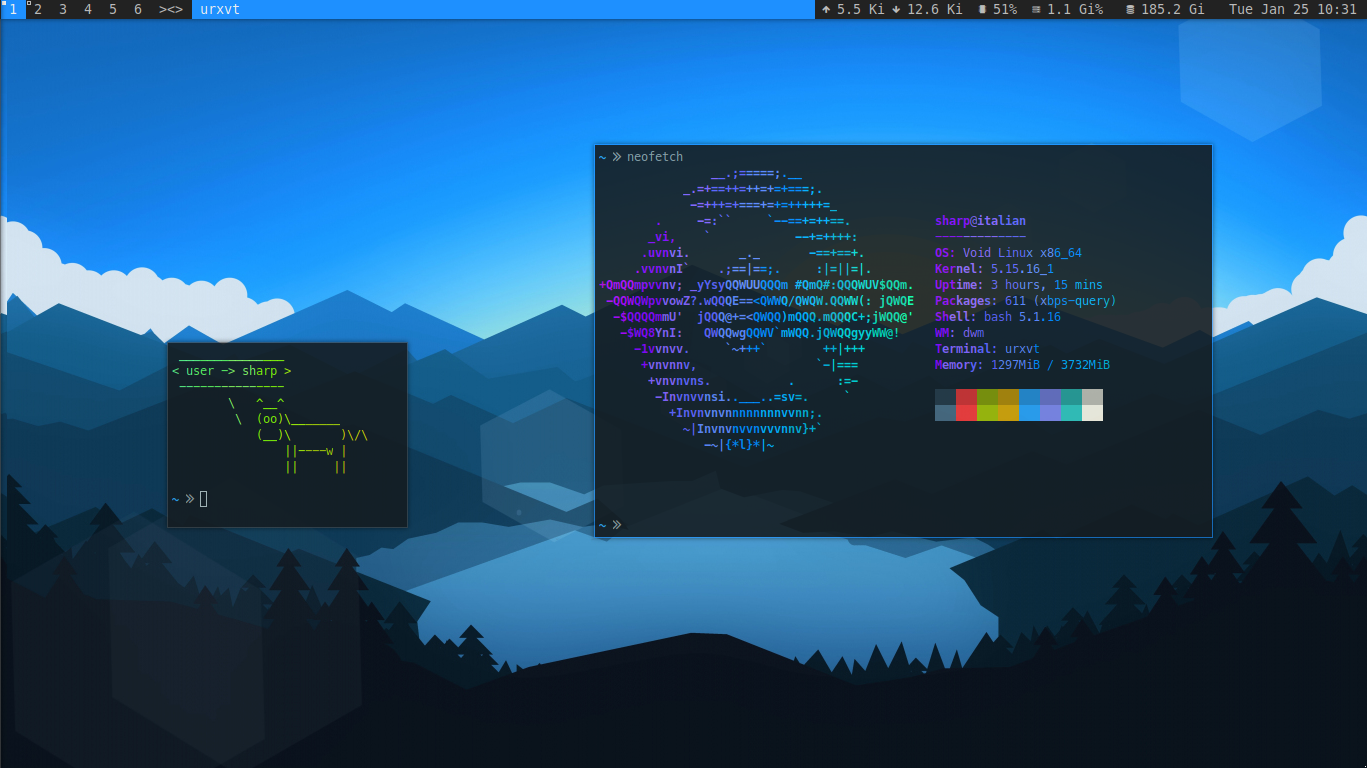 1 2 3 4 5 6 ><> urxvt 5.5 Ki 12.6 Ki 51% 1.1 Gi% 185.2 Gi Tue Jan 25 10:31
~ » neofetch
sharp@italian
OS: Void Linux x86_64
Kernel: 5.15.16_1
Uptime: 3 hours, 15 mins
Packages: 611 (xbps-query)
Shell: bash 5.1.16
WM: dwm
Terminal: urxvt
Memory: 1297MiB / 3732MiB
~ »
_______________
< user -> sharp >
---------------
\   ^__^
\  (oo)\_______
(__)\       )\/\
||----w |
||     ||
~ »